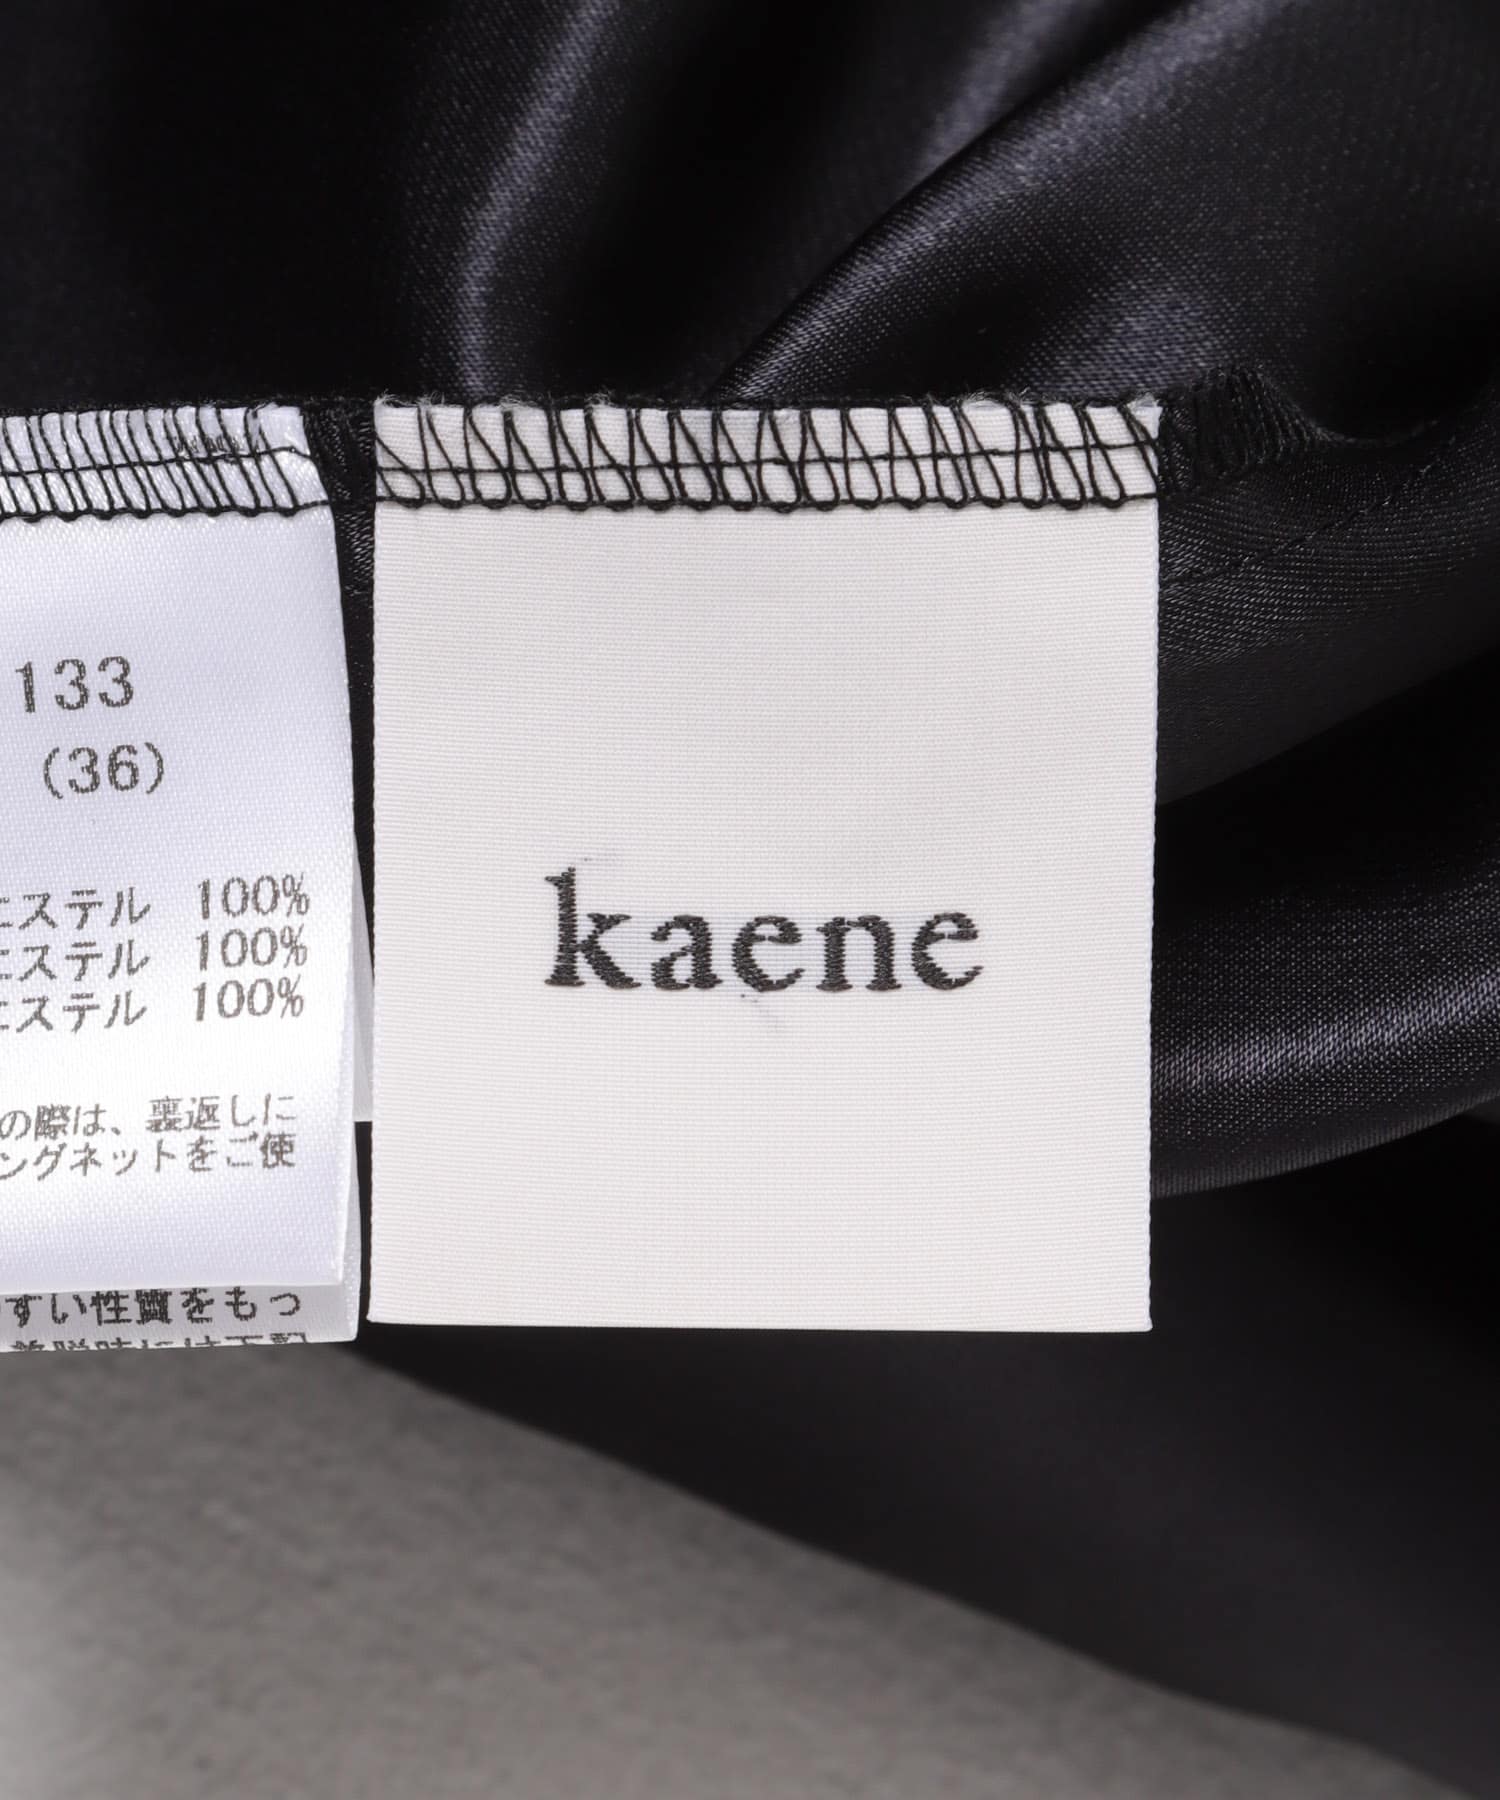 133
(36)
エステル 100%
エステル 100%
エステル 100%
の際は、裏返しに
ングネットをご使
すい性質をもっ
kaene